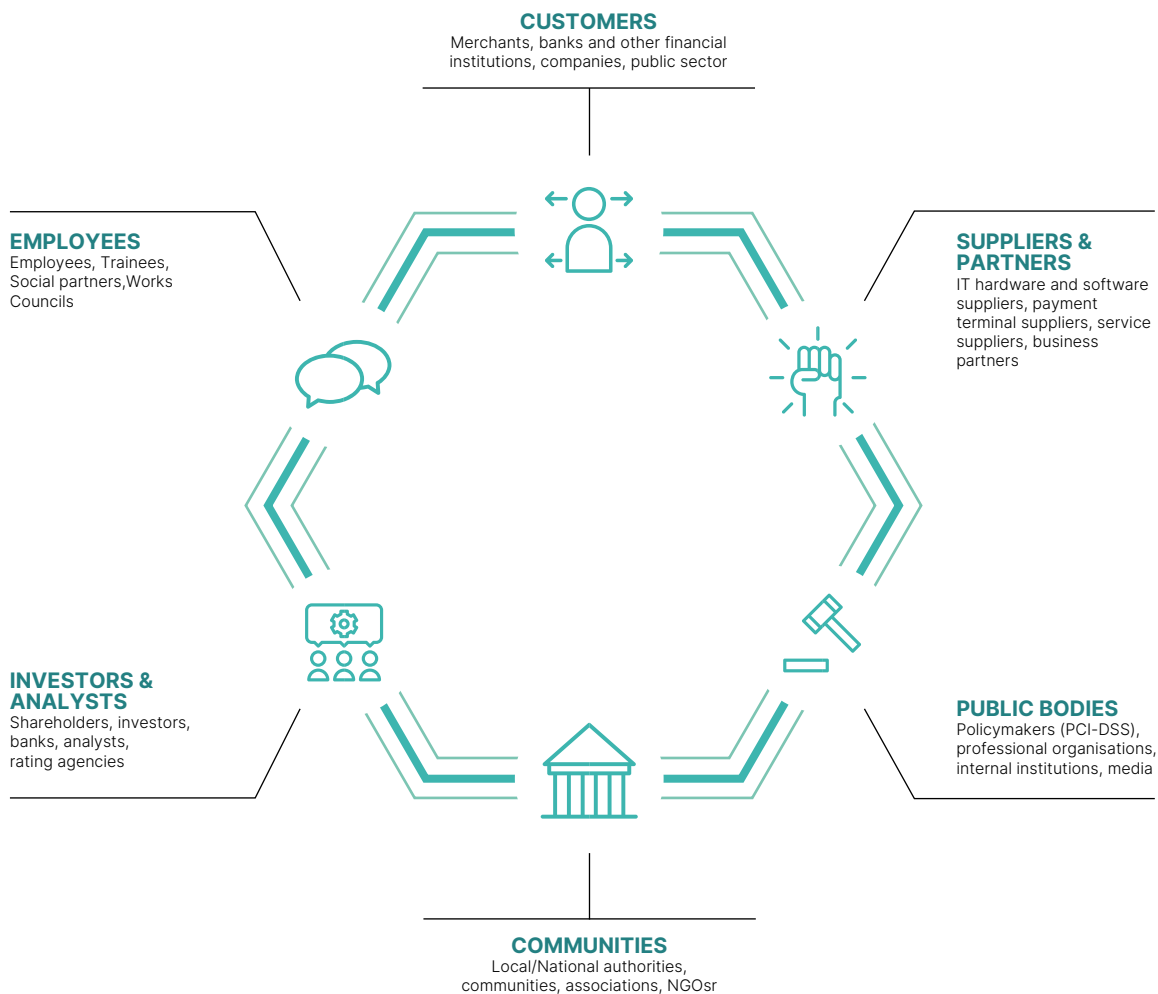 CUSTOMERS
Merchants, banks and other financial
institutions, companies, public sector
EMPLOYEES
Employees, Trainees,
Social partners,Works
Councils
SUPPLIERS &
PARTNERS
IT hardware and software
suppliers, payment
terminal suppliers, service
suppliers, business
partners
INVESTORS &
ANALYSTS
Shareholders, investors,
banks, analysts,
rating agencies
PUBLIC BODIES
Policymakers (PCI-DSS),
professional organisations,
internal institutions, media
COMMUNITIES
Local/National authorities,
communities, associations, NGOsr